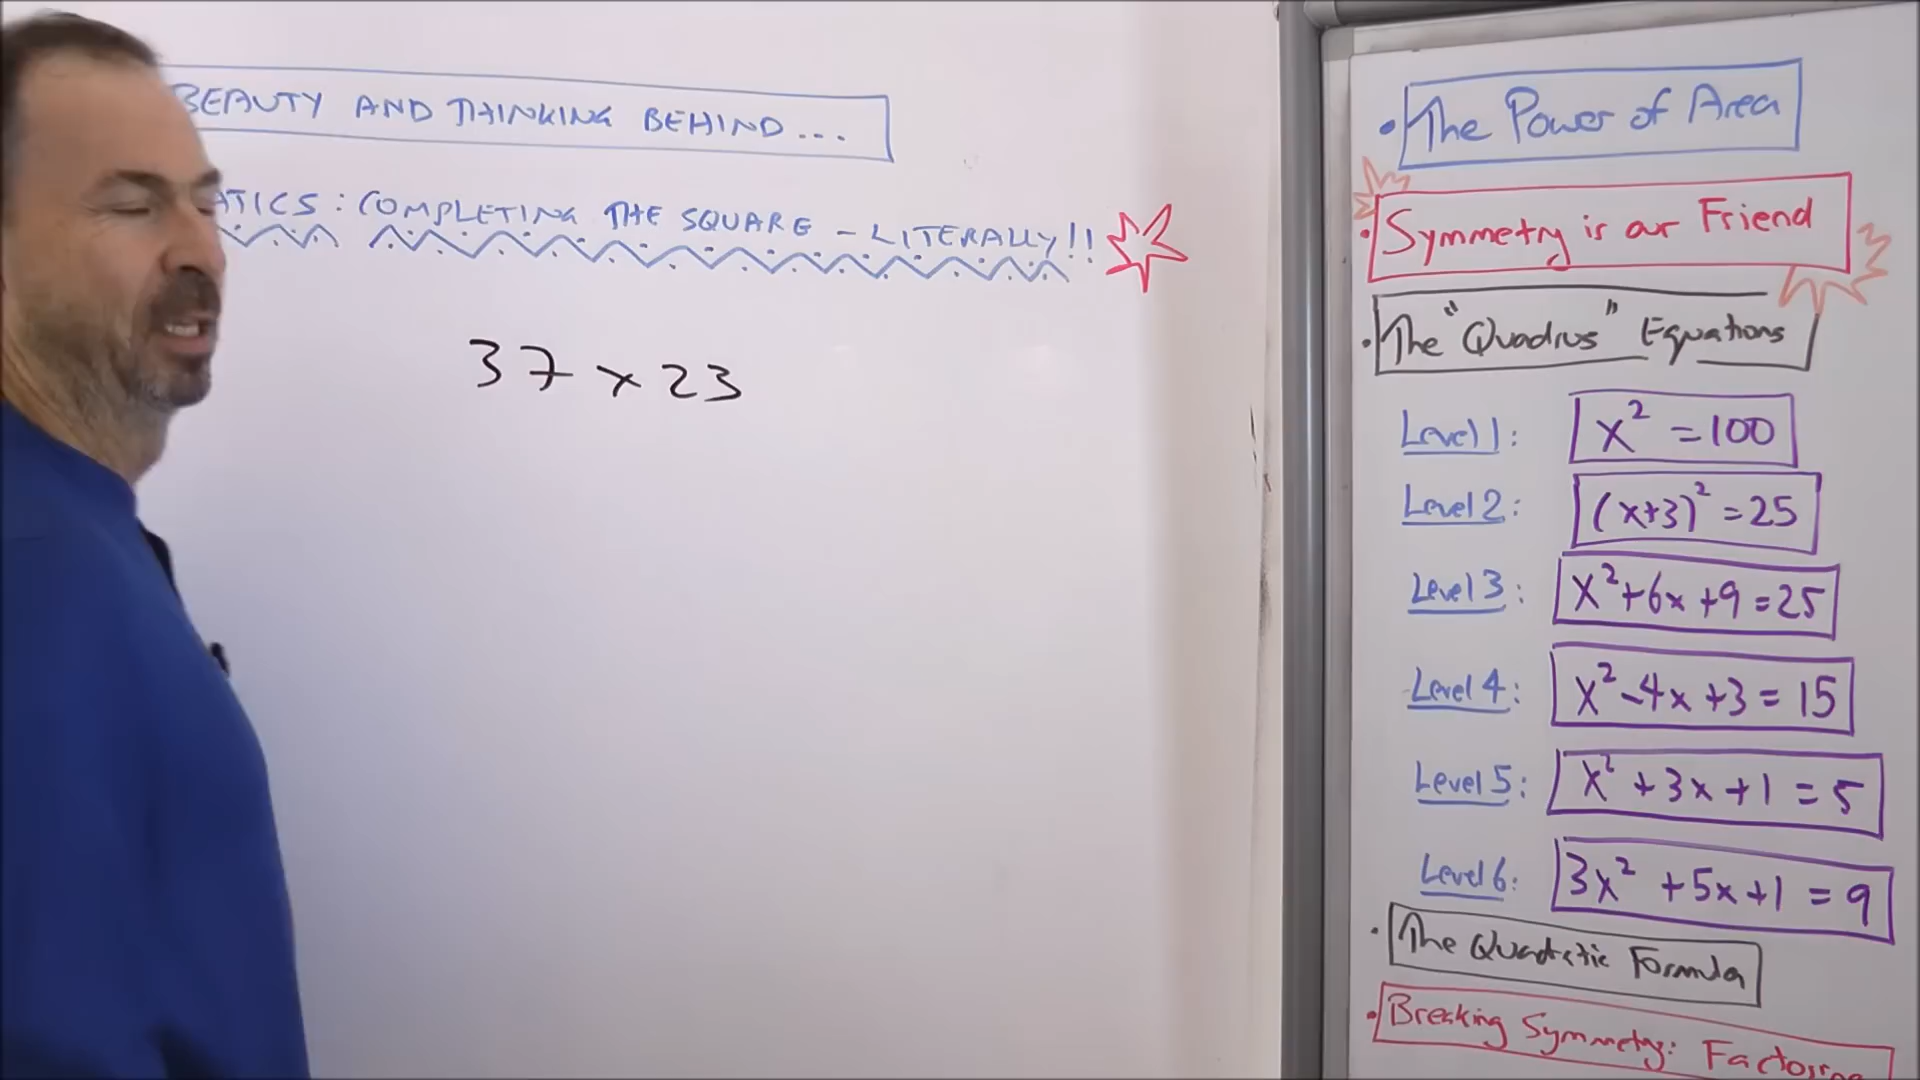 BEAUTY AND THINKING BEHIND...
ATICS: COMPLETING THE SQUARE - LITERALLY!!
37 x 23
• The Power of Area
• Symmetry is our Friend
• The "Quadrus" Equations
Level 1: x² = 100
Level 2: (x+3)² = 25
Level 3: x² + 6x + 9 = 25
Level 4: x² - 4x + 3 = 15
Level 5: x² + 3x + 1 = 5
Level 6: 3x² + 5x + 1 = 9
• The Quadratic Formula
• Breaking Symmetry: Factoring